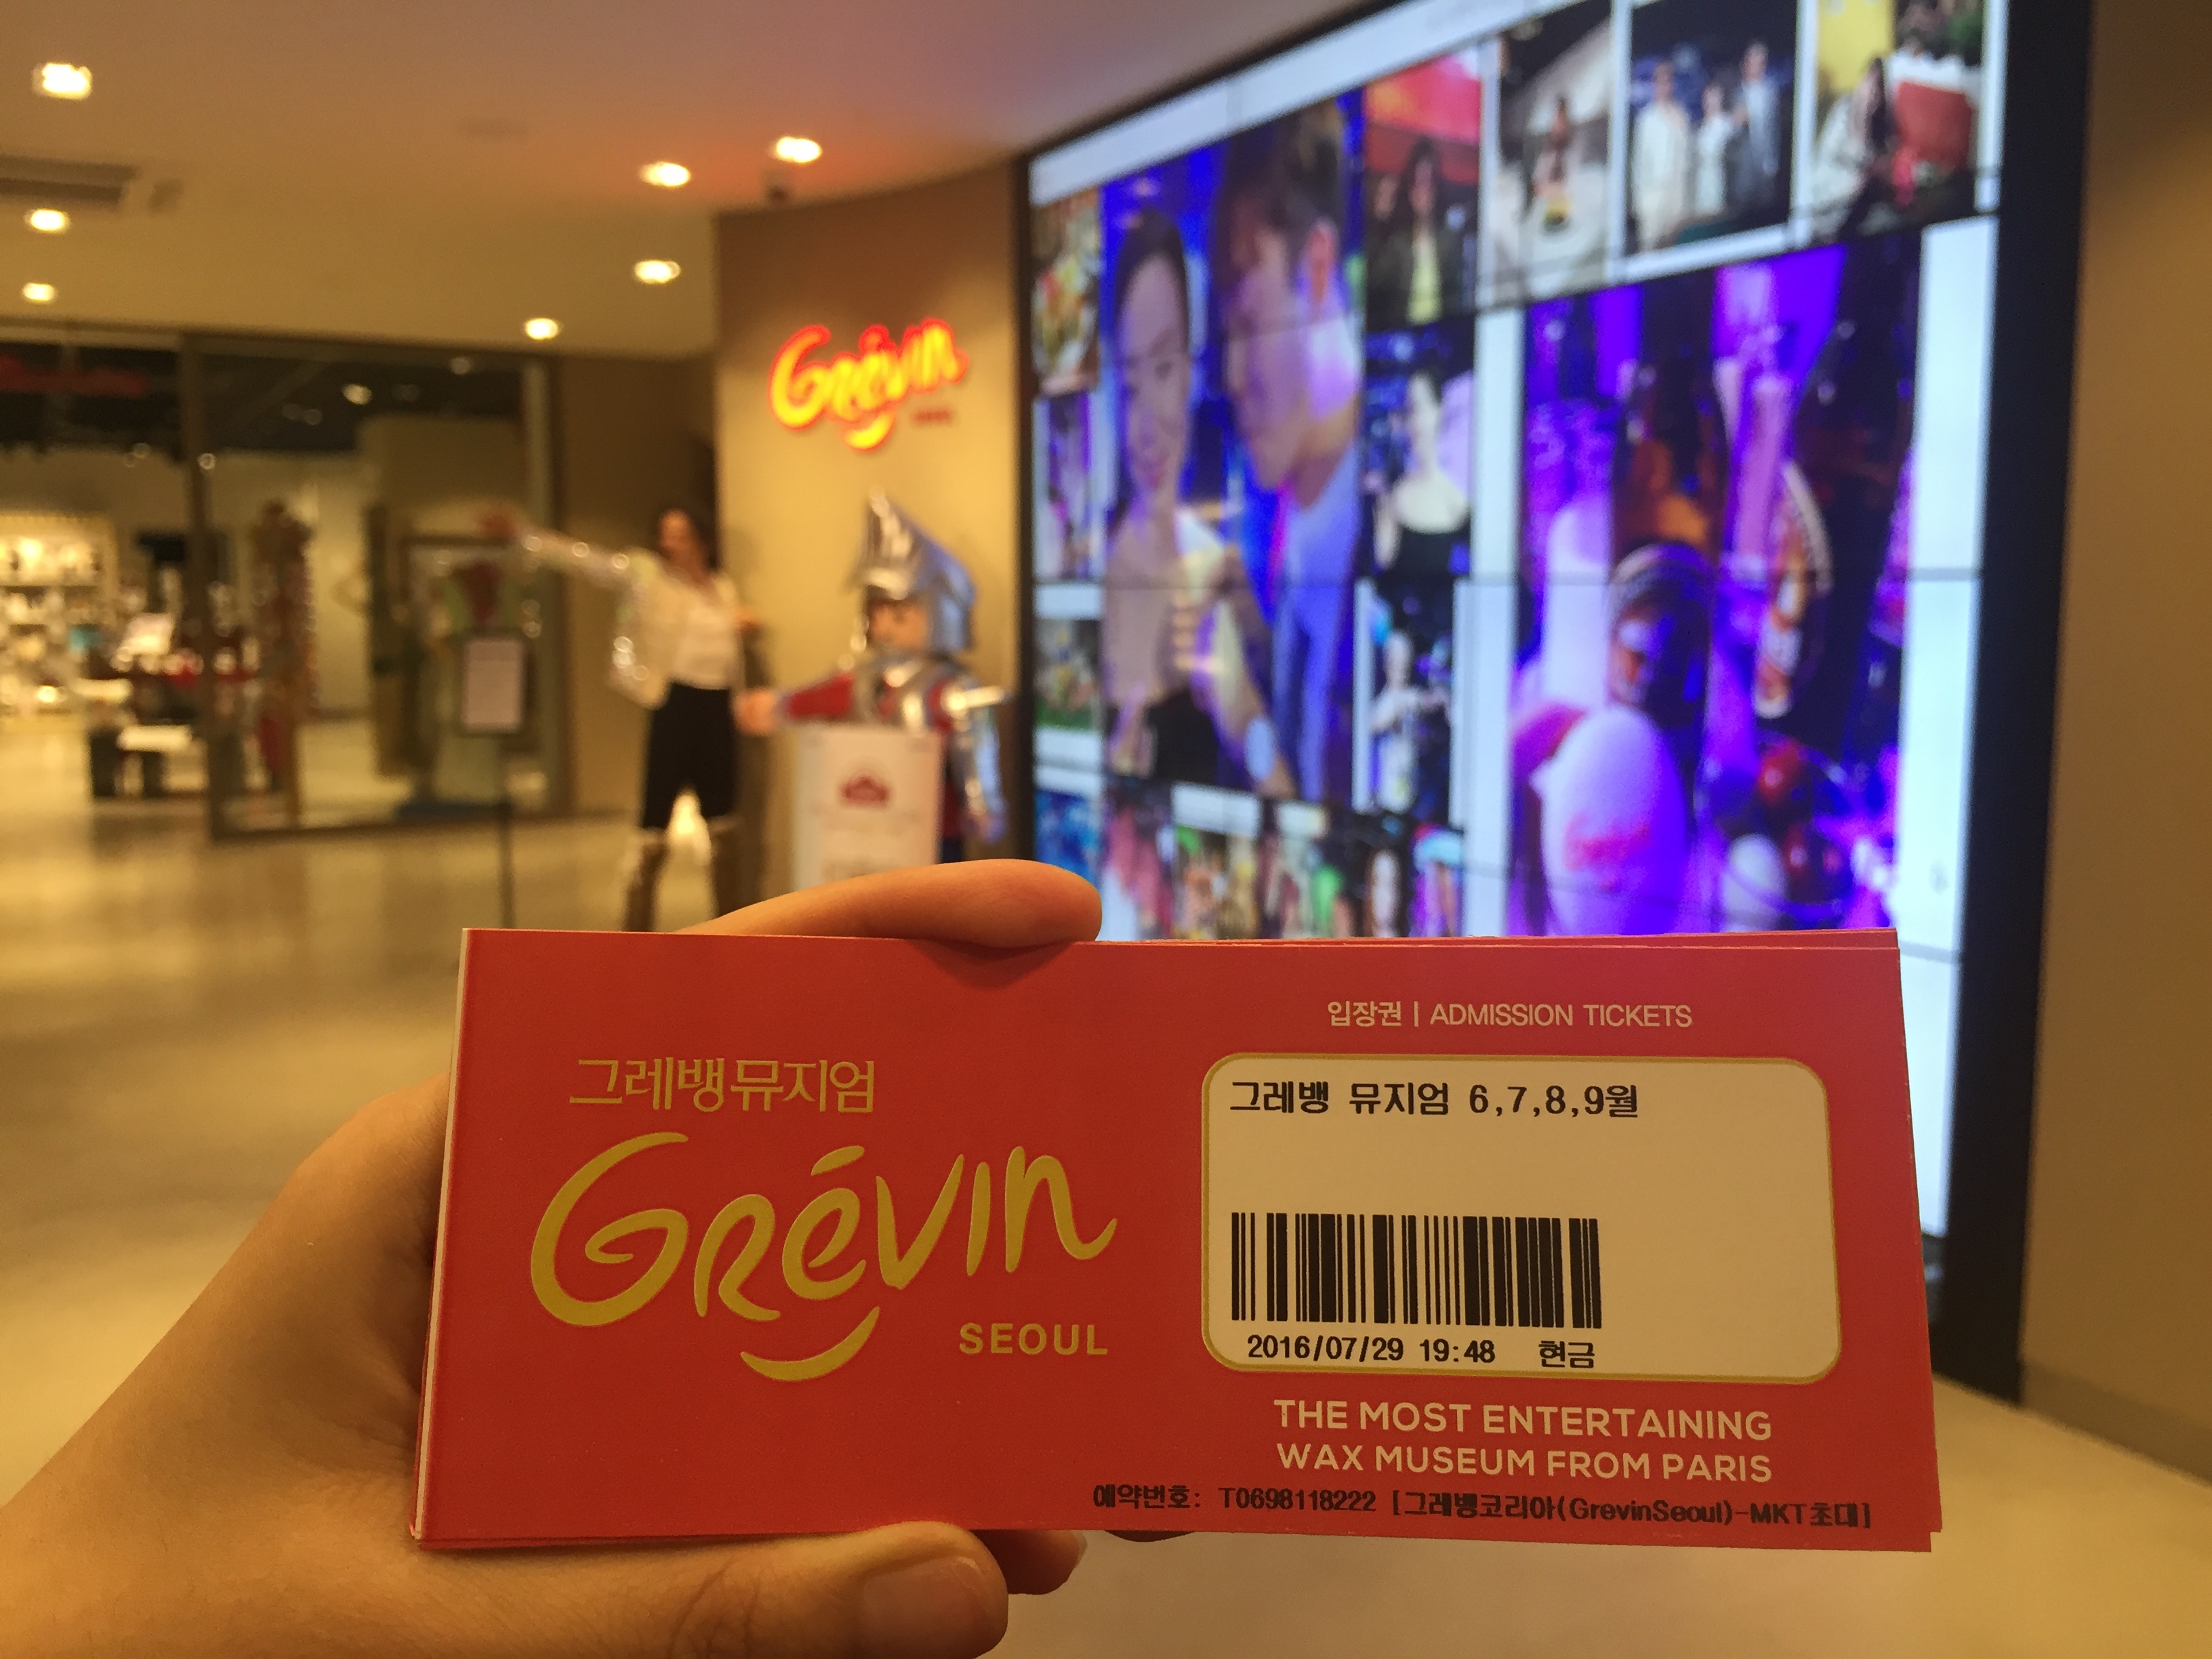 Grévin
입장권 | ADMISSION TICKETS
그레뱅뮤지엄
Grévin
SEOUL
그레뱅 뮤지엄 6,7,8,9월
2016/07/29 19:48 현금
THE MOST ENTERTAINING
WAX MUSEUM FROM PARIS
예약번호: T0698118222 [그레뱅코리아(GrevinSeoul)-MKT초대]